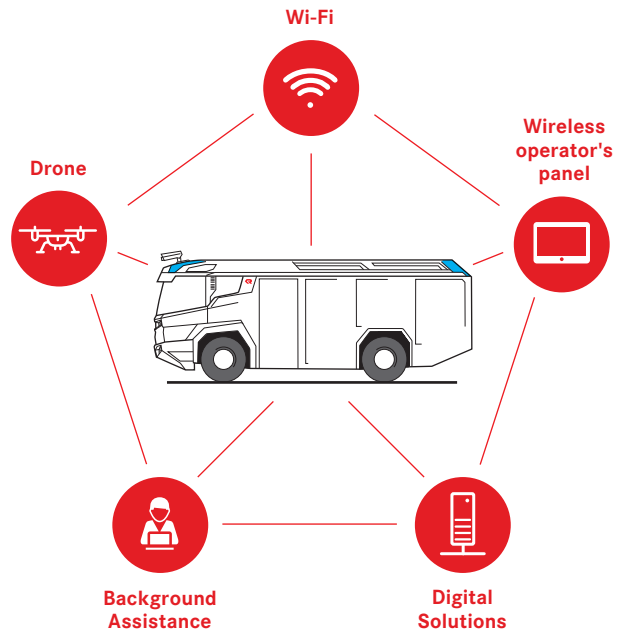 Wi-Fi
Wireless
operator's
panel
Drone
Background
Assistance
Digital
Solutions